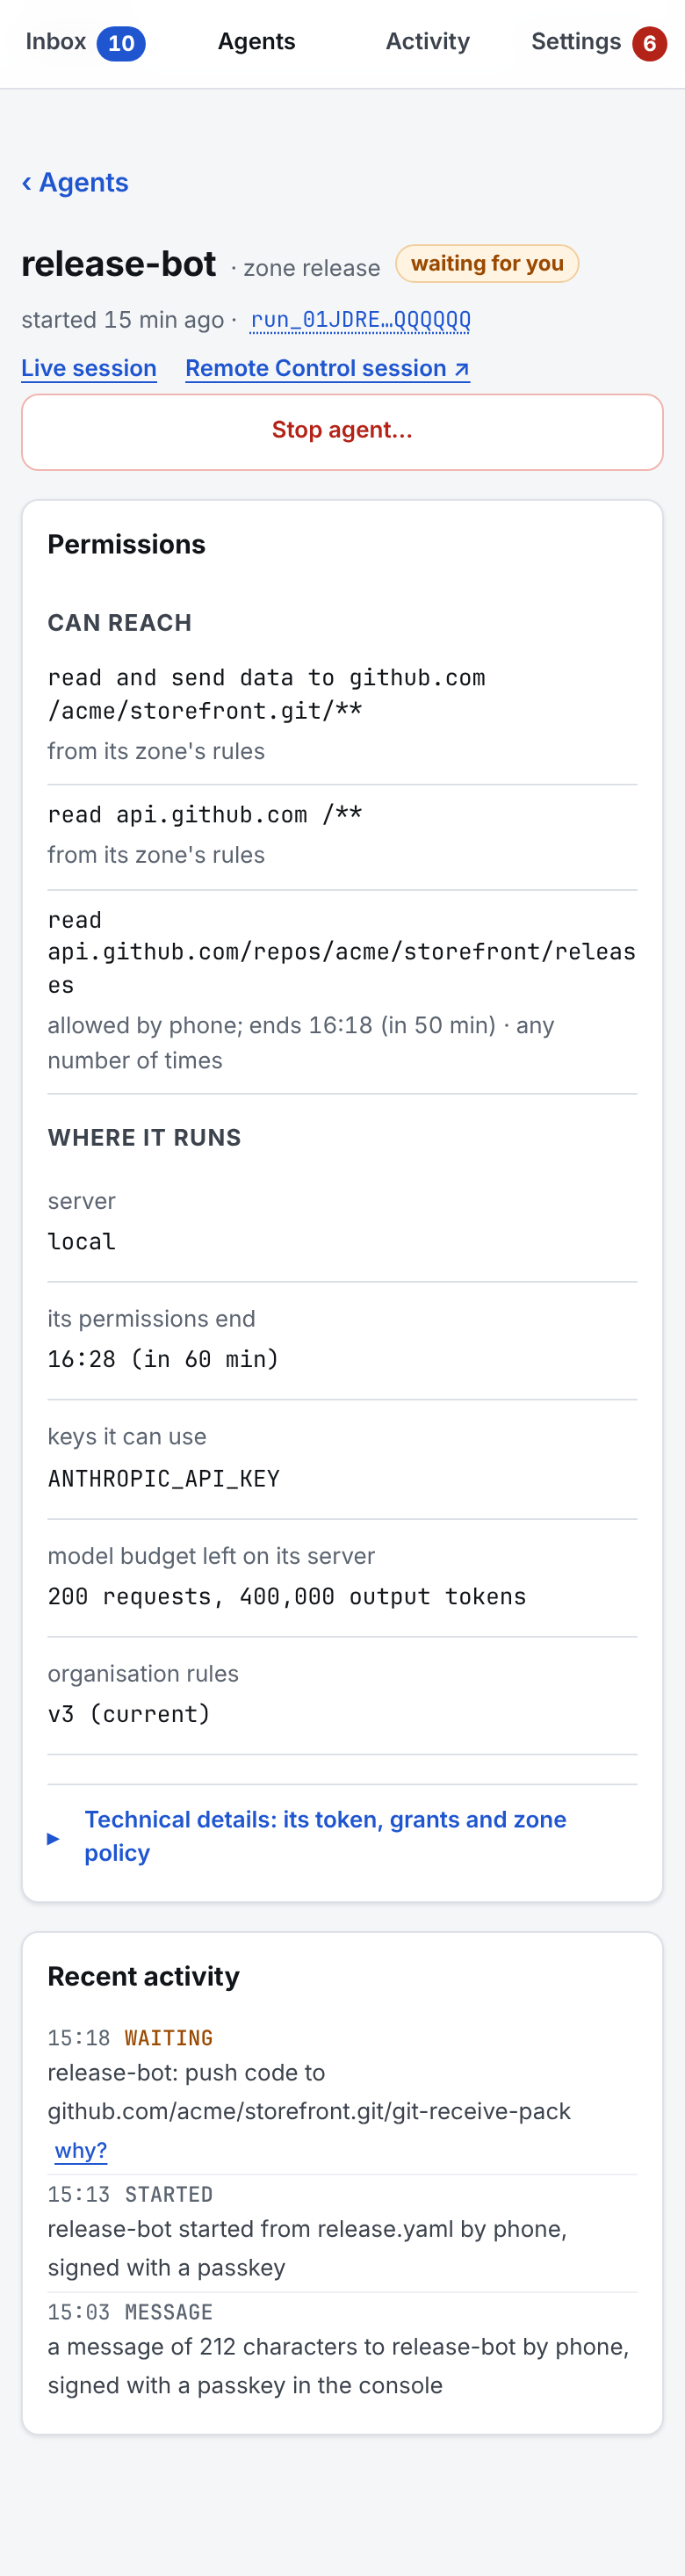 Inbox 10 Agents Activity Settings 6
‹ Agents
release-bot · zone release waiting for you
started 15 min ago · run_01JDRE…QQQQQQ
Live session Remote Control session ↗
Stop agent…
Permissions
CAN REACH
read and send data to github.com
/acme/storefront.git/**
from its zone's rules
read api.github.com /**
from its zone's rules
read
api.github.com/repos/acme/storefront/releas
es
allowed by phone; ends 16:18 (in 50 min) · any
number of times
WHERE IT RUNS
server
local
its permissions end
16:28 (in 60 min)
keys it can use
ANTHROPIC_API_KEY
model budget left on its server
200 requests, 400,000 output tokens
organisation rules
v3 (current)
▶ Technical details: its token, grants and zone
policy
Recent activity
15:18 WAITING
release-bot: push code to
github.com/acme/storefront.git/git-receive-pack
why?
15:13 STARTED
release-bot started from release.yaml by phone,
signed with a passkey
15:03 MESSAGE
a message of 212 characters to release-bot by phone,
signed with a passkey in the console